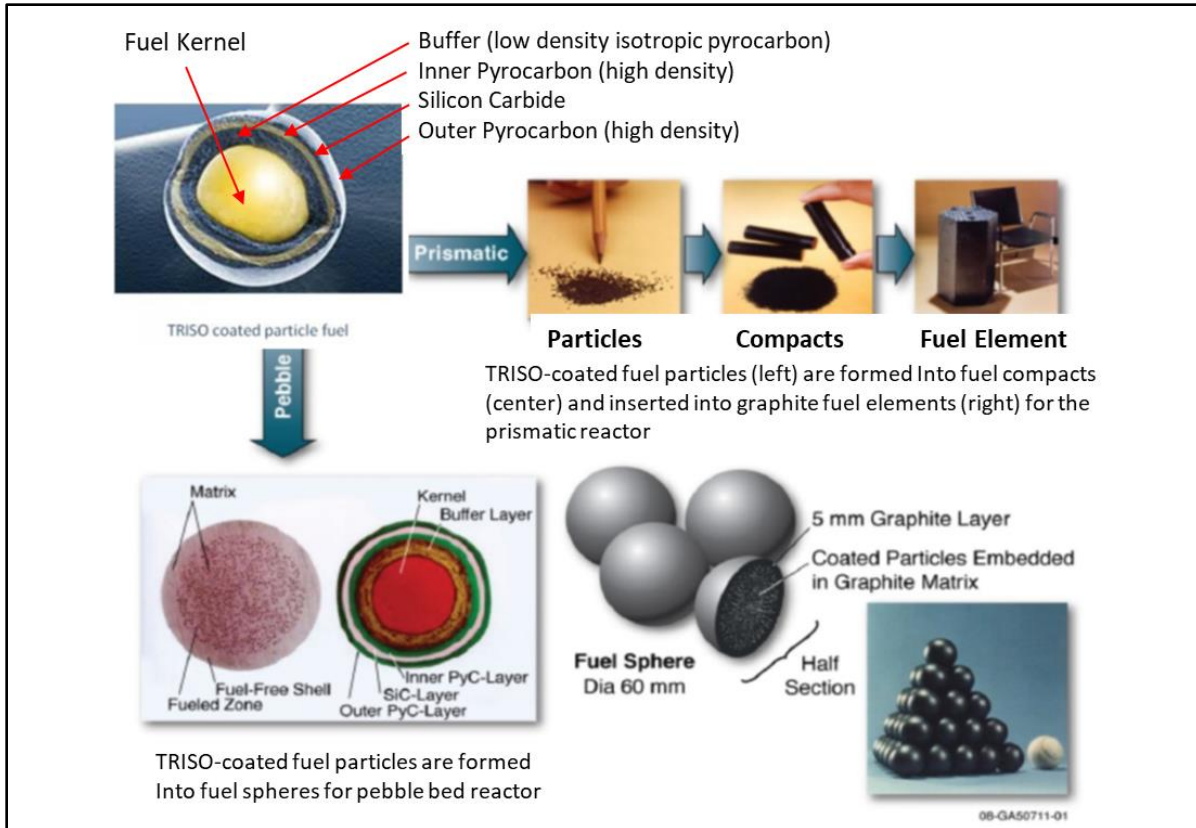 Fuel Kernel
Buffer (low density isotropic pyrocarbon)
Inner Pyrocarbon (high density)
Silicon Carbide
Outer Pyrocarbon (high density)
TRISO coated particle fuel
Prismatic
Particles
Compacts
Fuel Element
TRISO-coated fuel particles (left) are formed Into fuel compacts
(center) and inserted into graphite fuel elements (right) for the
prismatic reactor
Pebble
Matrix
Kernel
Buffer Layer
Fuel-Free Shell
Fueled Zone
Inner PyC-Layer
SiC-Layer
Outer PyC-Layer
5 mm Graphite Layer
Coated Particles Embedded
in Graphite Matrix
Fuel Sphere
Dia 60 mm
Half
Section
TRISO-coated fuel particles are formed
Into fuel spheres for pebble bed reactor
08-GA50711-01